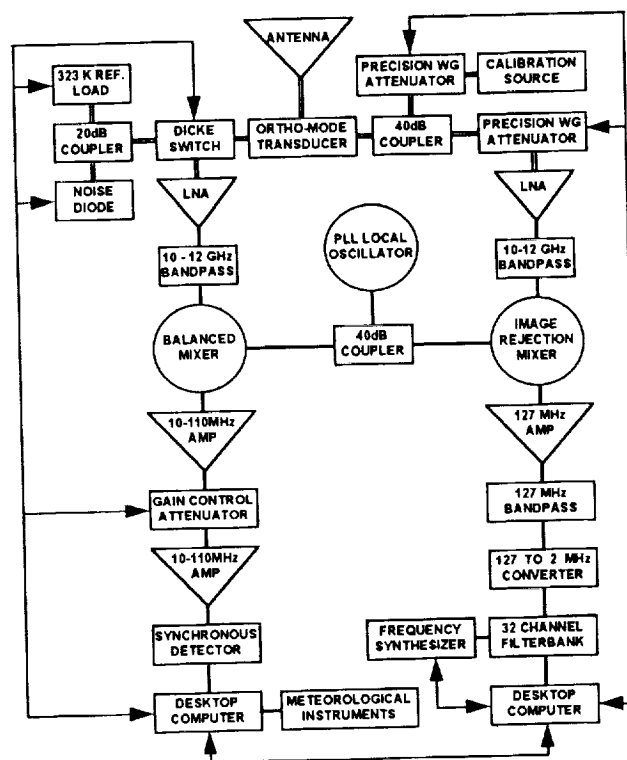 ANTENNA
323 K REF.
LOAD
PRECISION WG
ATTENUATOR
CALIBRATION
SOURCE
20dB
COUPLER
DICKE
SWITCH
ORTHO-MODE
TRANSDUCER
40dB
COUPLER
PRECISION WG
ATTENUATOR
NOISE
DIODE
LNA
LNA
10 - 12 GHz
BANDPASS
PLL LOCAL
OSCILLATOR
10-12 GHz
BANDPASS
BALANCED
MIXER
40dB
COUPLER
IMAGE
REJECTION
MIXER
10-110MHz
AMP
127 MHz
AMP
GAIN CONTROL
ATTENUATOR
127 MHz
BANDPASS
10-110MHz
AMP
127 TO 2 MHz
CONVERTER
SYNCHRONOUS
DETECTOR
FREQUENCY
SYNTHESIZER
32 CHANNEL
FILTERBANK
DESKTOP
COMPUTER
METEOROLOGICAL
INSTRUMENTS
DESKTOP
COMPUTER